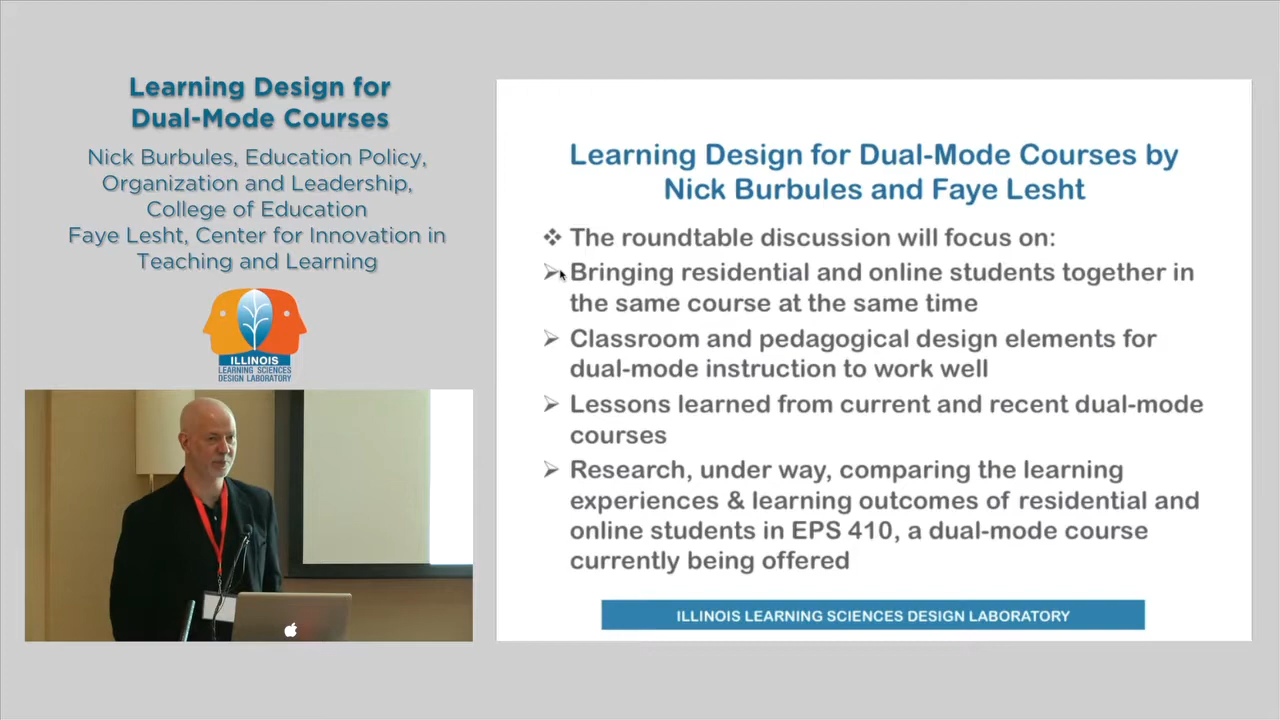 Learning Design for
Dual-Mode Courses
Nick Burbules, Education Policy,
Organization and Leadership,
College of Education
Faye Lesht, Center for Innovation in
Teaching and Learning
ILLINOIS
LEARNING SCIENCES
DESIGN LABORATORY
Learning Design for Dual-Mode Courses by
Nick Burbules and Faye Lesht
❖ The roundtable discussion will focus on:
➢ Bringing residential and online students together in
the same course at the same time
➢ Classroom and pedagogical design elements for
dual-mode instruction to work well
➢ Lessons learned from current and recent dual-mode
courses
➢ Research, under way, comparing the learning
experiences & learning outcomes of residential and
online students in EPS 410, a dual-mode course
currently being offered
ILLINOIS LEARNING SCIENCES DESIGN LABORATORY